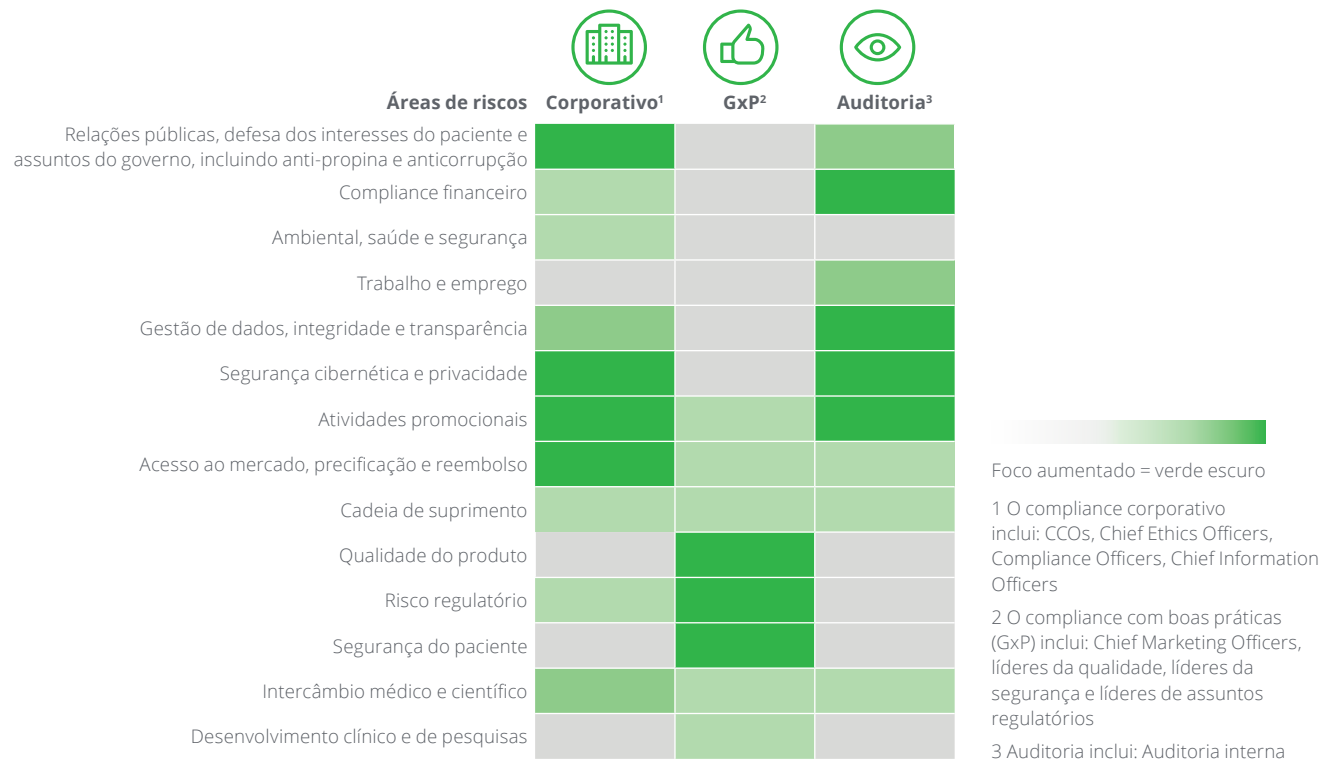 Áreas de riscos Corporativo¹ GxP² Auditoria³
Relações públicas, defesa dos interesses do paciente e
assuntos do governo, incluindo anti-propina e anticorrupção
Compliance financeiro
Ambiental, saúde e segurança
Trabalho e emprego
Gestão de dados, integridade e transparência
Segurança cibernética e privacidade
Atividades promocionais
Acesso ao mercado, precificação e reembolso
Cadeia de suprimento
Qualidade do produto
Risco regulatório
Segurança do paciente
Intercâmbio médico e científico
Desenvolvimento clínico e de pesquisas
Foco aumentado = verde escuro
1 O compliance corporativo
inclui: CCOs, Chief Ethics Officers,
Compliance Officers, Chief Information
Officers
2 O compliance com boas práticas
(GxP) inclui: Chief Marketing Officers,
líderes da qualidade, líderes da
segurança e líderes de assuntos
regulatórios
3 Auditoria inclui: Auditoria interna